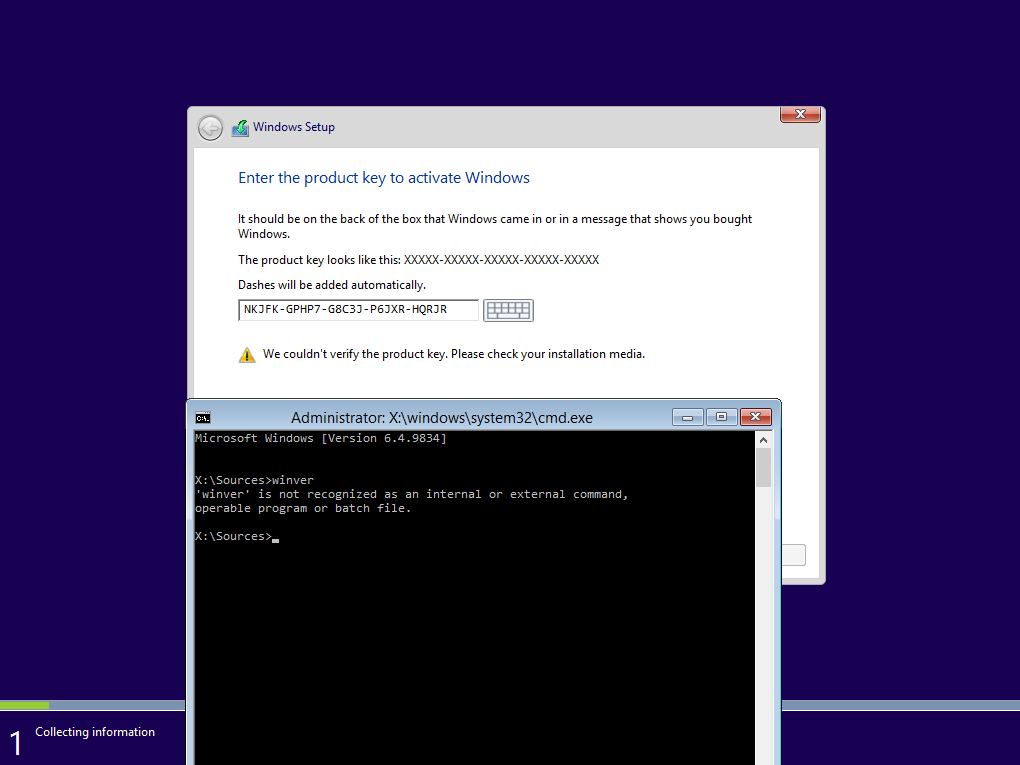 Windows Setup
Enter the product key to activate Windows
It should be on the back of the box that Windows came in or in a message that shows you bought
Windows.
The product key looks like this: XXXXX-XXXXX-XXXXX-XXXXX-XXXXX
Dashes will be added automatically.
NKJFK-GPHP7-G8C3J-P6JXR-HQRJR
We couldn't verify the product key. Please check your installation media.
Administrator: X:\windows\system32\cmd.exe
Microsoft Windows [Version 6.4.9834]
X:\Sources>winver
'winver' is not recognized as an internal or external command,
operable program or batch file.
X:\Sources>
1 Collecting information